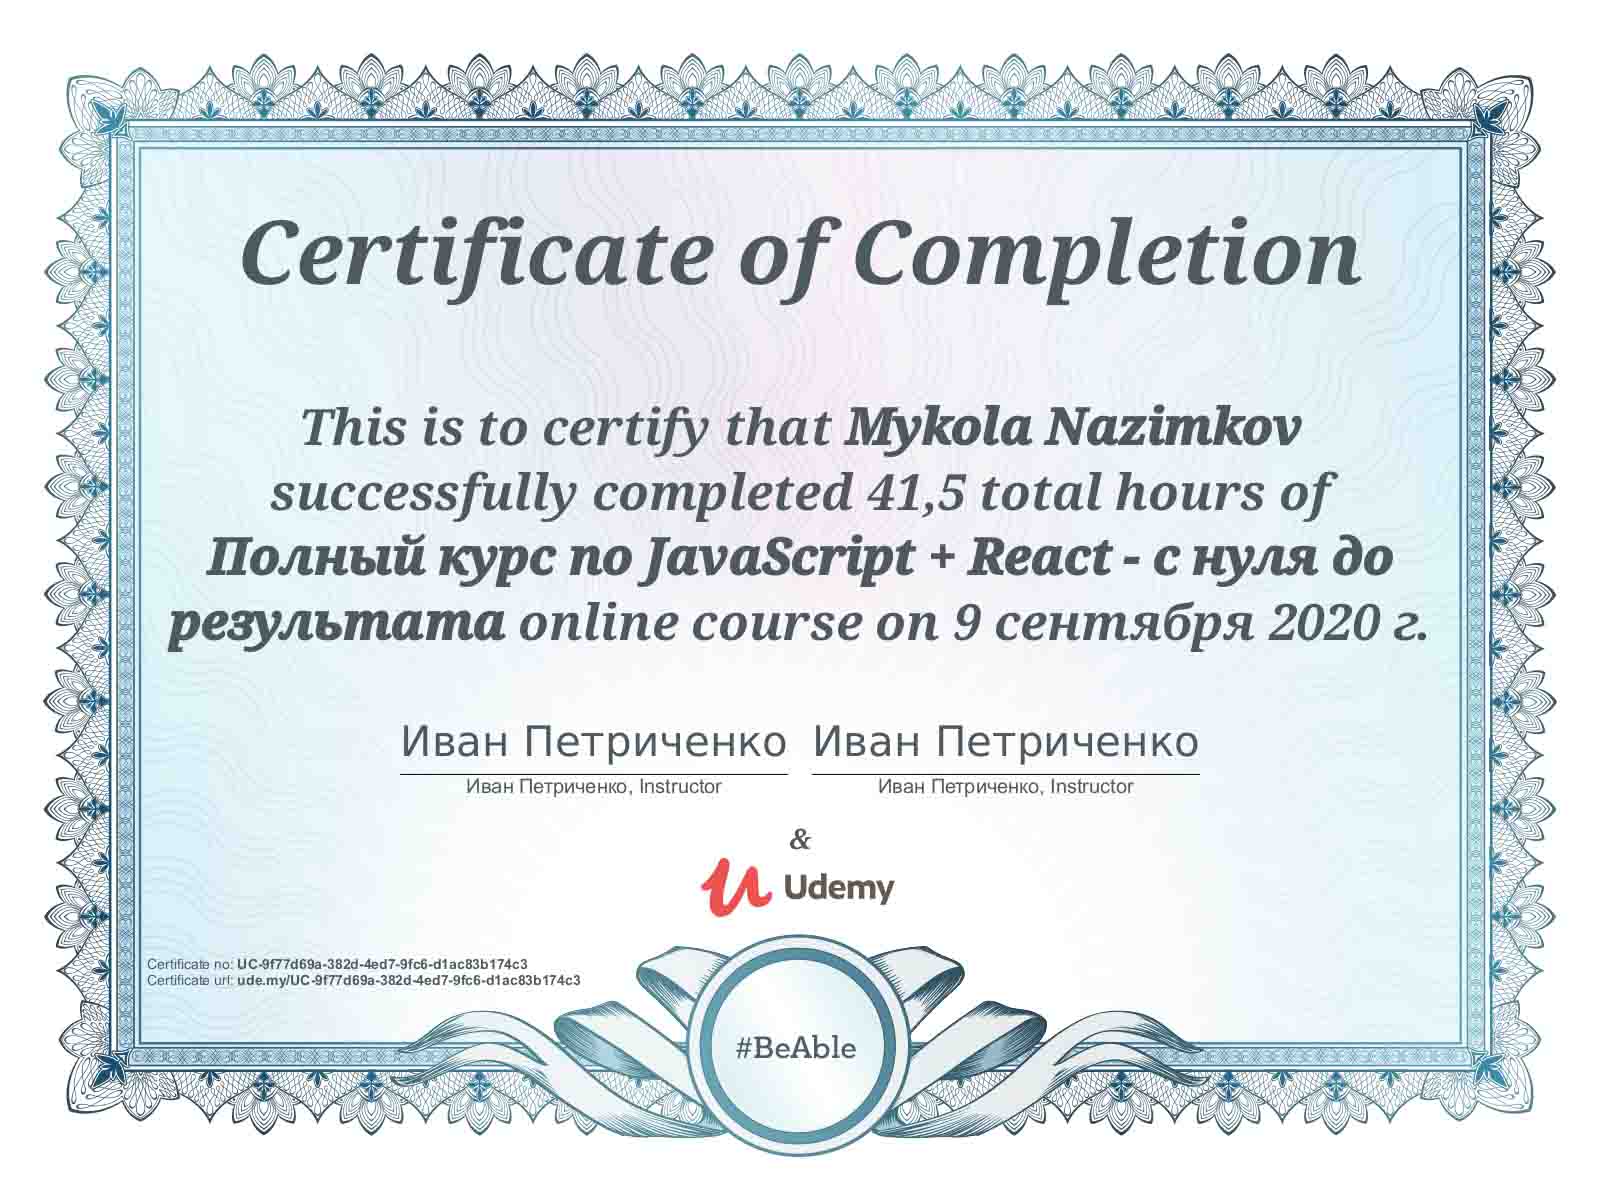 Certificate of Completion
This is to certify that Mykola Nazimkov
successfully completed 41,5 total hours of
Полный курс по JavaScript + React - с нуля до
результата online course on 9 сентября 2020 г.
Иван Петриченко Иван Петриченко
Иван Петриченко, Instructor Иван Петриченко, Instructor
&
Udemy
Certificate no: UC-9f77d69a-382d-4ed7-9fc6-d1ac83b174c3
Certificate url: ude.my/UC-9f77d69a-382d-4ed7-9fc6-d1ac83b174c3
#BeAble